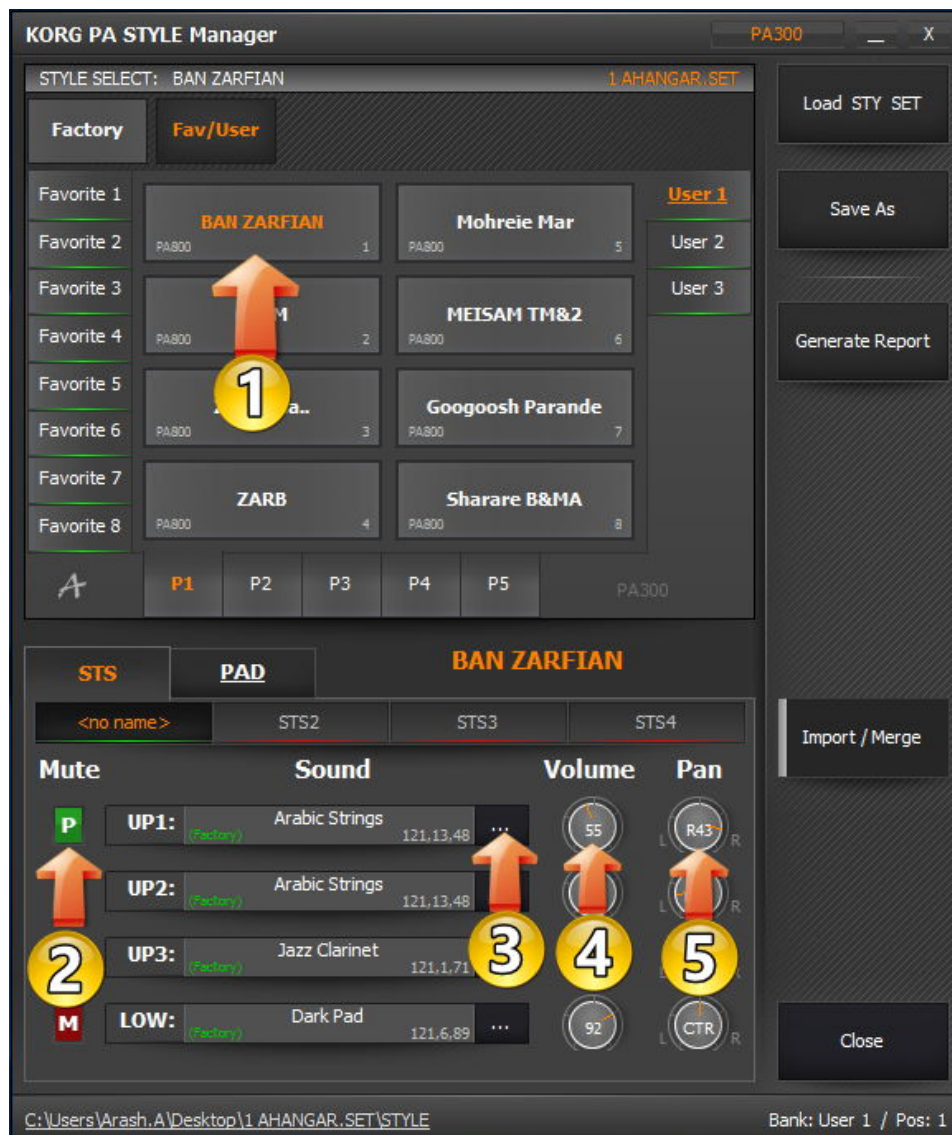 KORG PA STYLE Manager
PA300
X
STYLE SELECT: BAN ZARFIAN
1 AHANGAR.SET
Load STY SET
Factory
Fav/User
Save As
Generate Report
Favorite 1
Favorite 2
Favorite 3
Favorite 4
Favorite 5
Favorite 6
Favorite 7
Favorite 8
BAN ZARFIAN
PA800 1
Mohreie Mar
PA800 5
PA800 2
MEISAM TM&2
PA800 6
PA800 3
Googoosh Parande
PA800 7
ZARB
PA800 4
Sharare B&MA
PA800 8
User 1
User 2
User 3
1
P1 P2 P3 P4 P5
PA300
STS
PAD
BAN ZARFIAN
<no name> STS2 STS3 STS4
Import / Merge
Mute Sound Volume Pan
P UP1: (Factory) Arabic Strings 121,13,48 ... 55 L R43 R
UP2: (Factory) Arabic Strings 121,13,48 L R
UP3: (Factory) Jazz Clarinet 121,1,71
2 3 4 5
M LOW: (Factory) Dark Pad 121,6,89 ... 92 L CTR R
Close
C:\Users\Arash.A\Desktop\1 AHANGAR.SET\STYLE
Bank: User 1 / Pos: 1